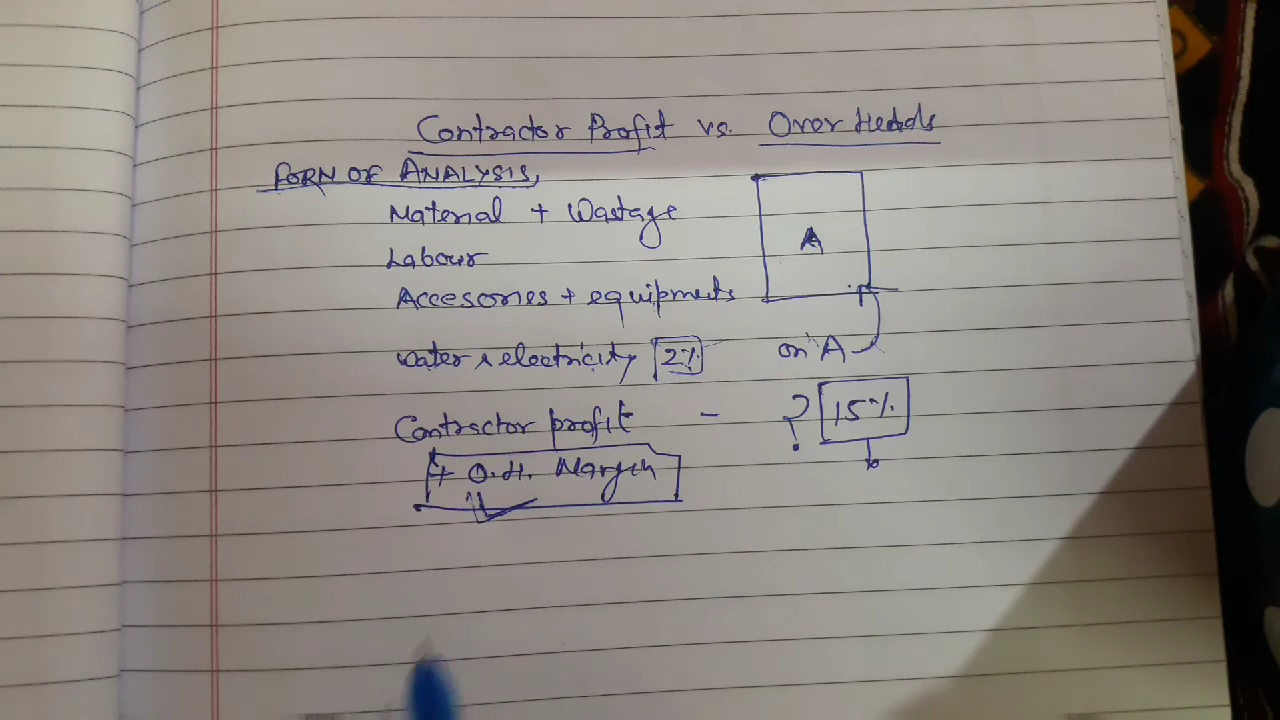 Contractor Profit vs. Over Heads
FORM OF ANALYSIS,
Material + Wastage
A
Labour
Accesories + equipments
water & electricity 2% on A
Contractor profit - ? 15%
+ O.H. Margin